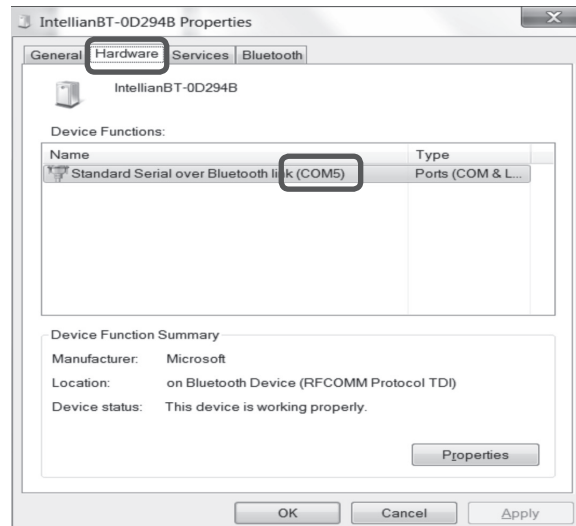 IntellianBT-0D294B Properties
General Hardware Services Bluetooth
IntellianBT-0D294B
Device Functions:
Name Type
Standard Serial over Bluetooth link (COM5) Ports (COM & L...
Device Function Summary
Manufacturer: Microsoft
Location: on Bluetooth Device (RFCOMM Protocol TDI)
Device status: This device is working properly.
Properties
OK Cancel Apply